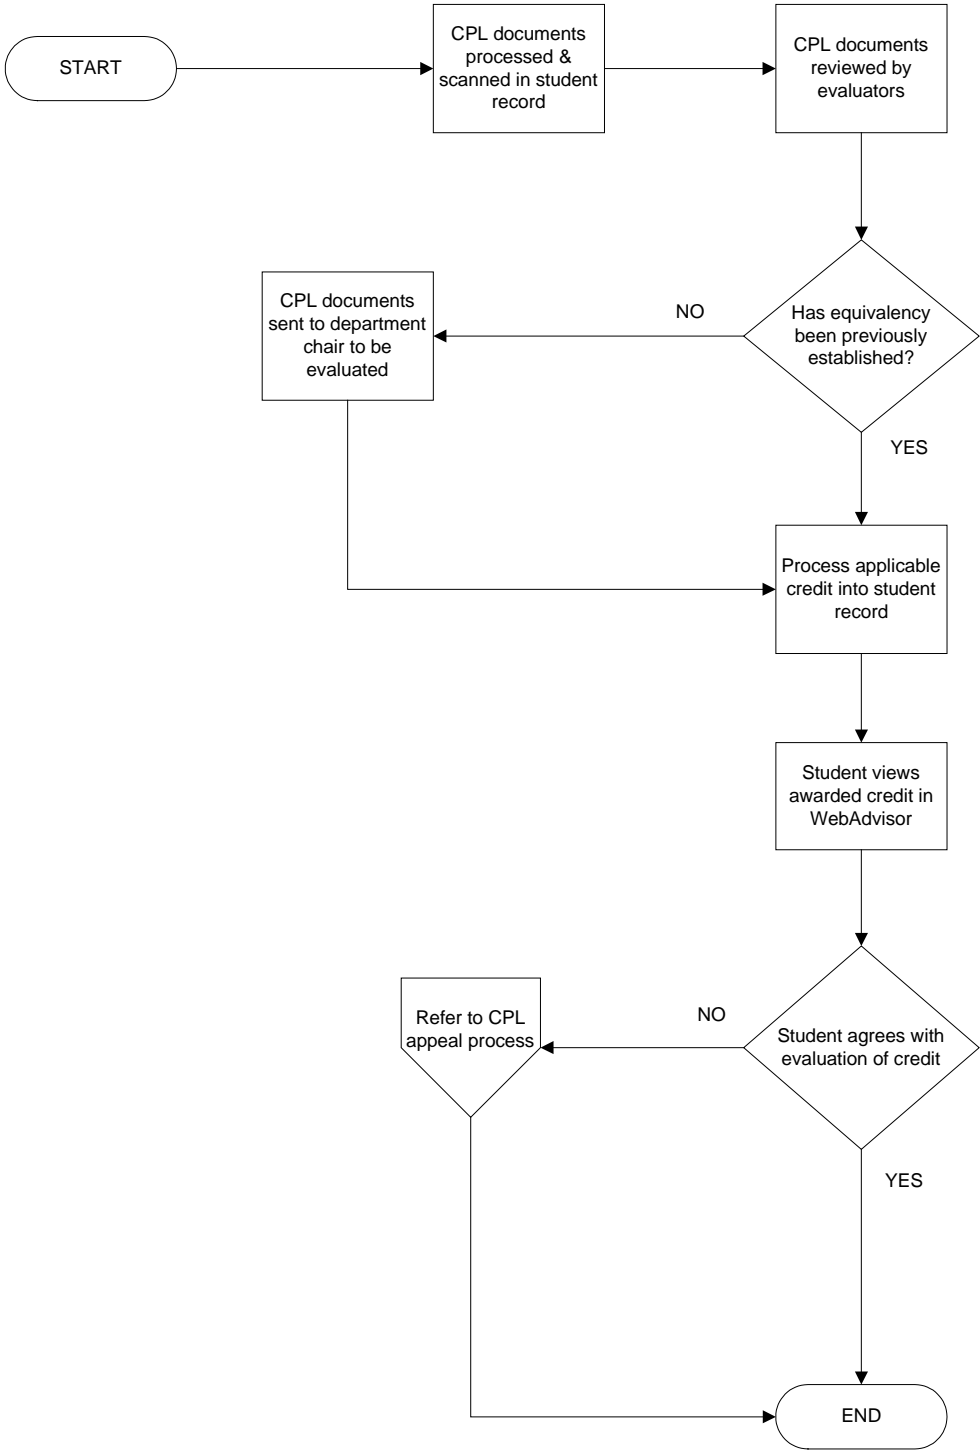 START
CPL documents
processed &
scanned in student
record
CPL documents
reviewed by
evaluators
CPL documents
sent to department
chair to be
evaluated
NO
Has equivalency
been previously
established?
YES
Process applicable
credit into student
record
Student views
awarded credit in
WebAdvisor
Refer to CPL
appeal process
NO
Student agrees with
evaluation of credit
YES
END